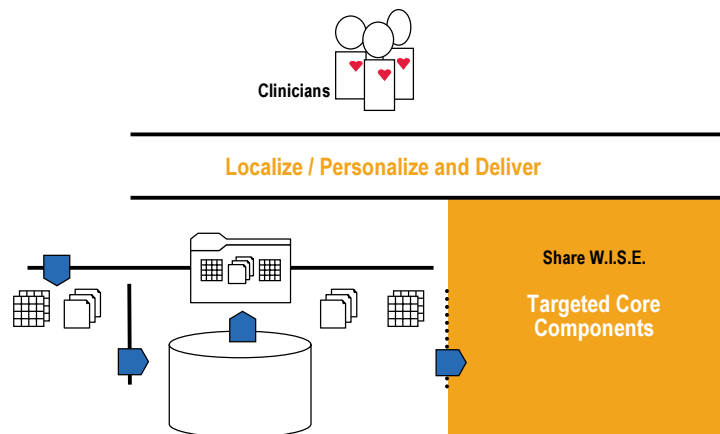 Clinicians
Localize / Personalize and Deliver
Share W.I.S.E.
Targeted Core
Components